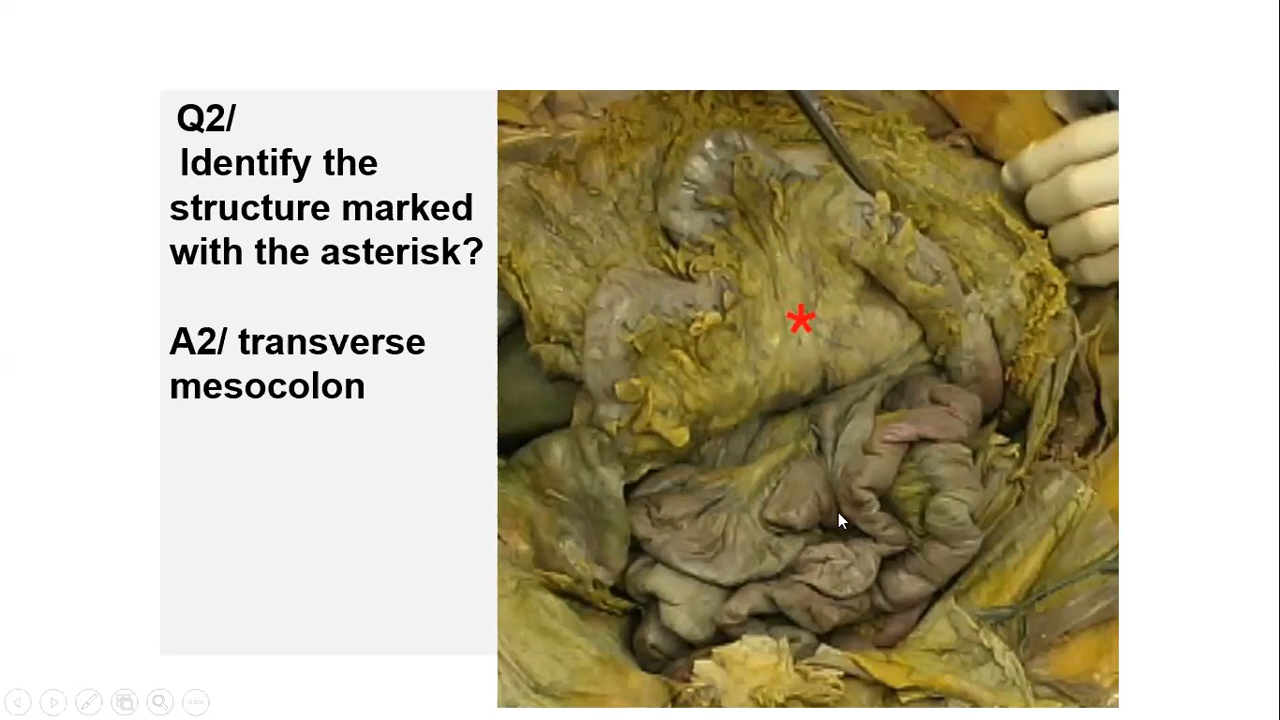 Q2/
Identify the
structure marked
with the asterisk?
A2/ transverse
mesocolon
*